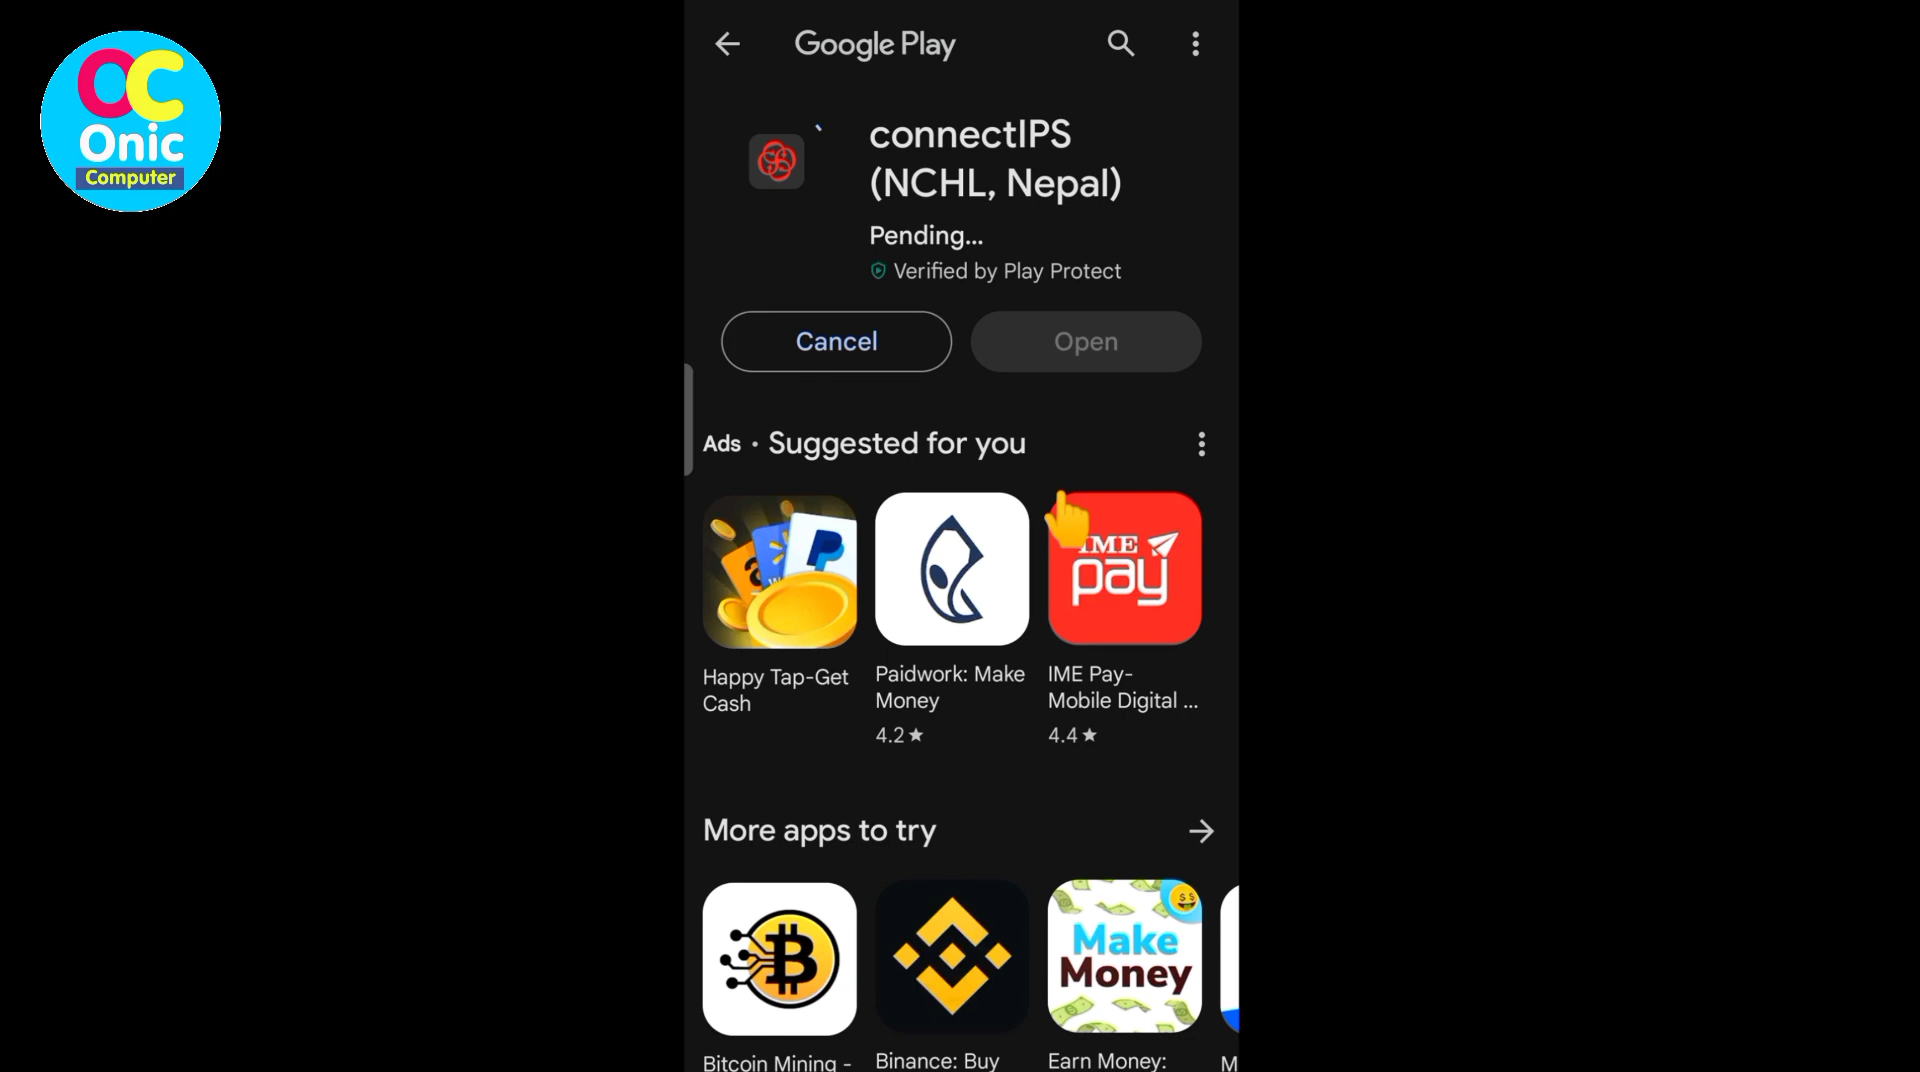 OC
Onic
Computer
Google Play
connectIPS
(NCHL, Nepal)
Pending...
Verified by Play Protect
Cancel
Open
Ads • Suggested for you
IME
pay
Happy Tap-Get
Cash
Paidwork: Make
Money
4.2★
IME Pay-
Mobile Digital ...
4.4★
More apps to try
Make
Money
Bitcoin Mining -
Binance: Buy
Earn Money:
M